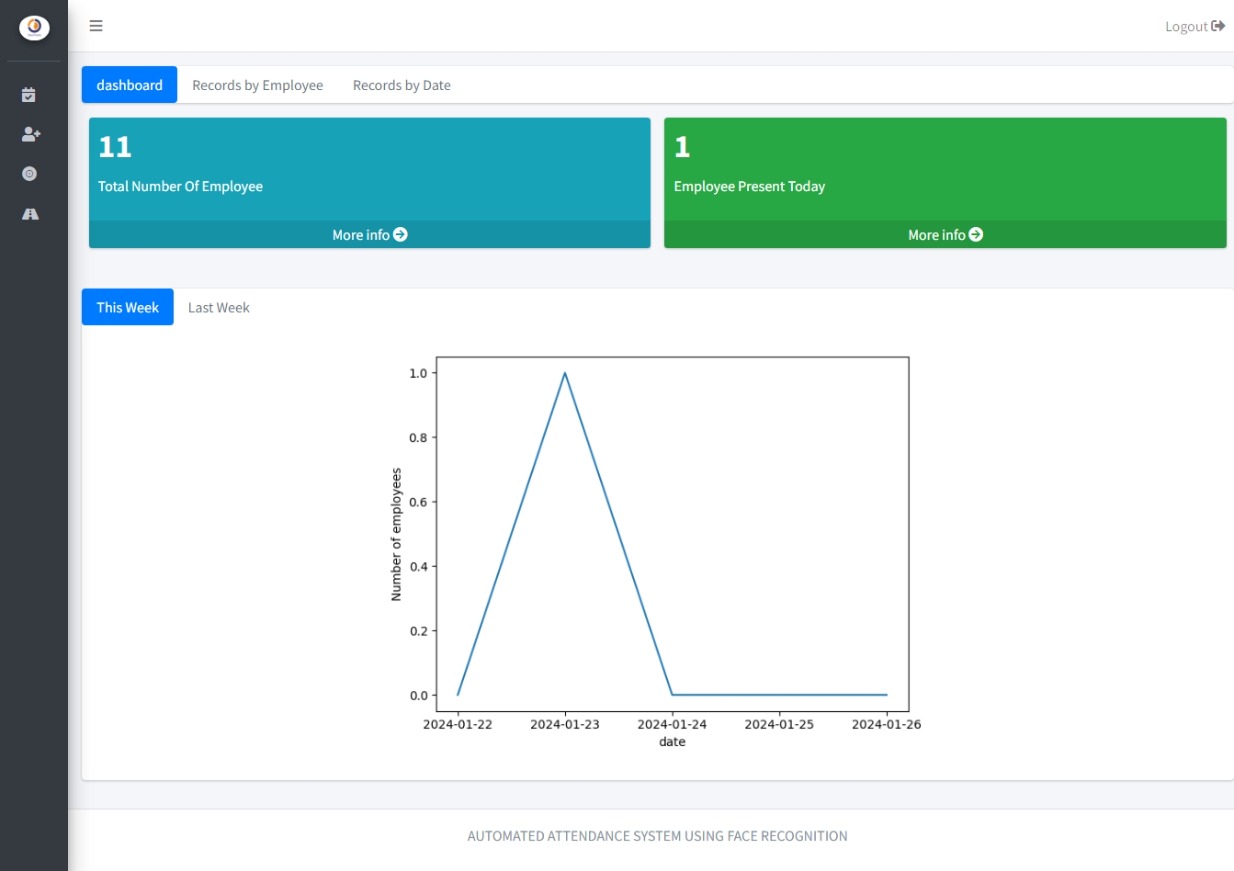 Logout
dashboard
Records by Employee
Records by Date
11
Total Number Of Employee
More info
1
Employee Present Today
More info
This Week
Last Week
1.0
0.8
0.6
0.4
0.2
0.0
Number of employees
2024-01-22
2024-01-23
2024-01-24
2024-01-25
2024-01-26
date
AUTOMATED ATTENDANCE SYSTEM USING FACE RECOGNITION